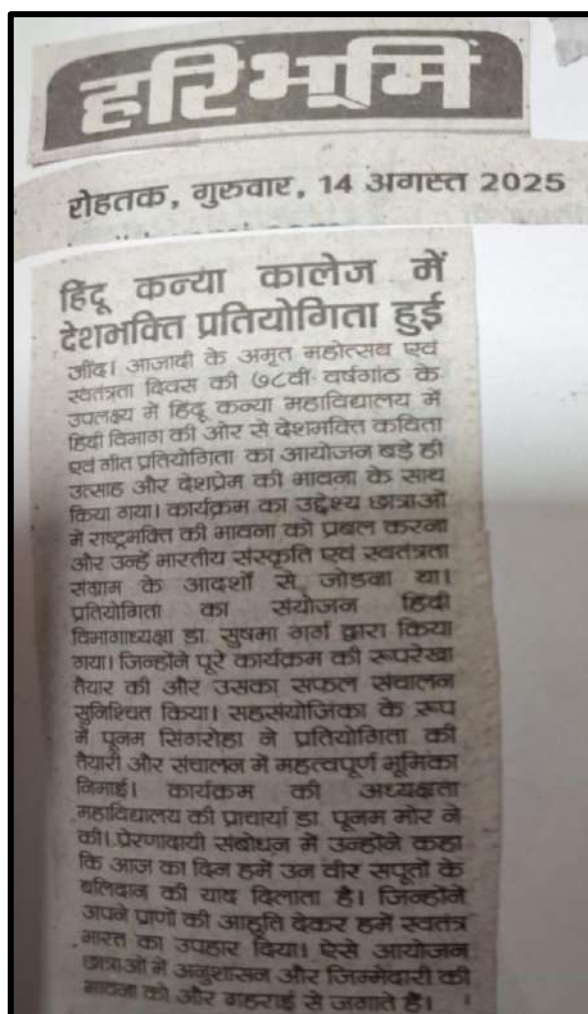 हरिभूमि
रोहतक, गुरुवार, 14 अगस्त 2025
हिंदू कन्या कालेज में
देशभक्ति प्रतियोगिता हुई
जींद। आजादी के अमृत महोत्सव एवं
स्वतंत्रता दिवस की ७८वी वर्षगांठ के
उपलक्ष्य में हिंदू कन्या महाविद्यालय में
हिंदी विभाग की ओर से देशभक्ति कविता
एवं गीत प्रतियोगिता का आयोजन बड़े ही
उत्साह और देशप्रेम की भावना के साथ
किया गया। कार्यक्रम का उद्देश्य छात्राओं
में राष्ट्रभक्ति की भावना को प्रबल करना
और उन्हें भारतीय संस्कृति एवं स्वतंत्रता
संग्राम के आदर्शों से जोडना था।
प्रतियोगिता का संयोजन हिंदी
विभागाध्यक्षा डा. सुषमा गर्ग द्वारा किया
गया। जिन्होंने पूरे कार्यक्रम की रूपरेखा
तैयार की और उसका सफल संचालन
सुनिश्चित किया। सहसंयोजिका के रूप
में पूनम सिंगरोहा ने प्रतियोगिता की
तैयारी और संचालन में महत्वपूर्ण भूमिका
निभाई। कार्यक्रम की अध्यक्षता
महाविद्यालय की प्राचार्या डा. पूनम मोर ने
की। प्रेरणादायी संबोधन में उन्होंने कहा
कि आज का दिन हमें उन वीर सपूतों के
बलिदान की याद दिलाता है। जिन्होंने
अपने प्राणों की आहुति देकर हमें स्वतंत्र
भारत का उपहार दिया। ऐसे आयोजन
छात्राओं में अनुशासन और जिम्मेदारी की
भावना को और गहराई से जगाते हैं।